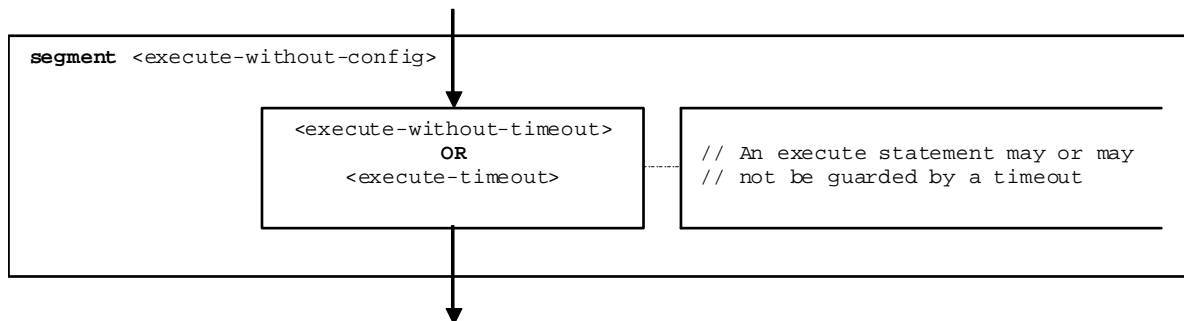 segment <execute-without-config>
<execute-without-timeout>
OR
<execute-timeout>
// An execute statement may or may
// not be guarded by a timeout